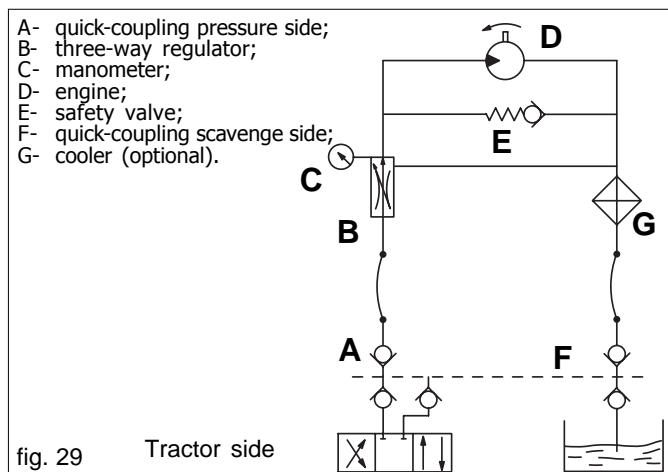 A- quick-coupling pressure side;
B- three-way regulator;
C- manometer;
D- engine;
E- safety valve;
F- quick-coupling scavenge side;
G- cooler (optional).
D
E
C
B
G
A
F
fig. 29 Tractor side